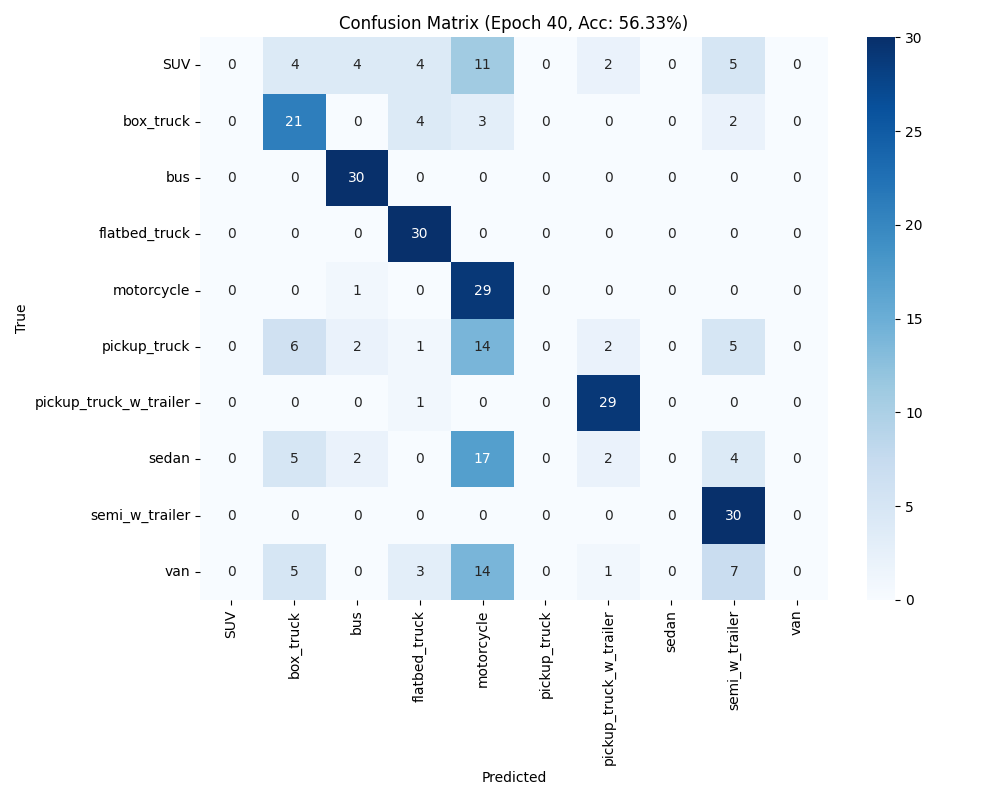 Confusion Matrix (Epoch 40, Acc: 56.33%)
SUV 0 4 4 4 11 0 2 0 5 0
box_truck 0 21 0 4 3 0 0 0 2 0
bus 0 0 30 0 0 0 0 0 0 0
flatbed_truck 0 0 0 30 0 0 0 0 0 0
motorcycle 0 0 1 0 29 0 0 0 0 0
pickup_truck 0 6 2 1 14 0 2 0 5 0
pickup_truck_w_trailer 0 0 0 1 0 0 29 0 0 0
sedan 0 5 2 0 17 0 2 0 4 0
semi_w_trailer 0 0 0 0 0 0 0 0 30 0
van 0 5 0 3 14 0 1 0 7 0
True
SUV
box_truck
bus
flatbed_truck
motorcycle
pickup_truck
pickup_truck_w_trailer
sedan
semi_w_trailer
van
Predicted
30
25
20
15
10
5
0